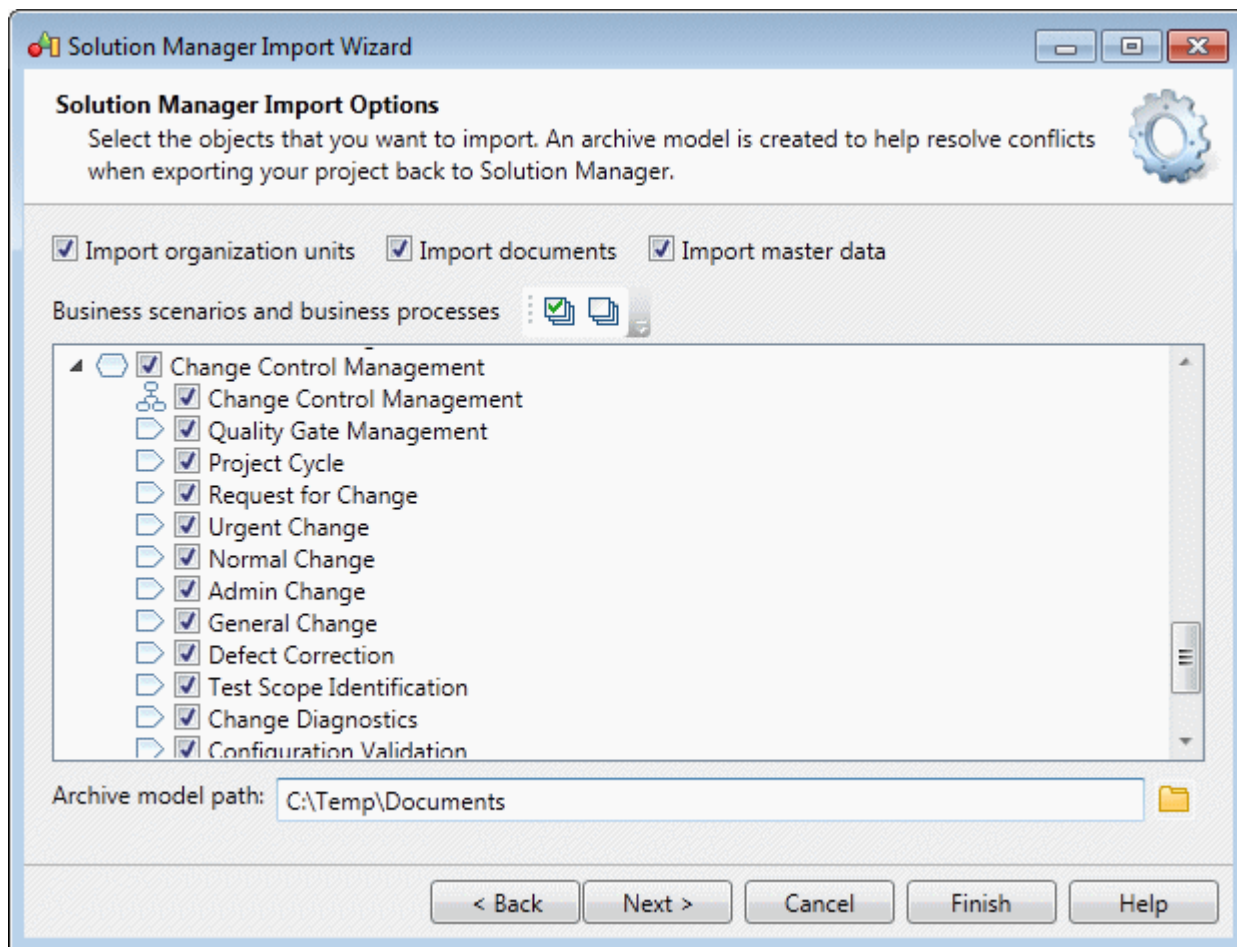 Solution Manager Import Wizard
Solution Manager Import Options
Select the objects that you want to import. An archive model is created to help resolve conflicts
when exporting your project back to Solution Manager.
Import organization units Import documents Import master data
Business scenarios and business processes
Change Control Management
Change Control Management
Quality Gate Management
Project Cycle
Request for Change
Urgent Change
Normal Change
Admin Change
General Change
Defect Correction
Test Scope Identification
Change Diagnostics
Configuration Validation
Archive model path: C:\Temp\Documents
< Back Next > Cancel Finish Help